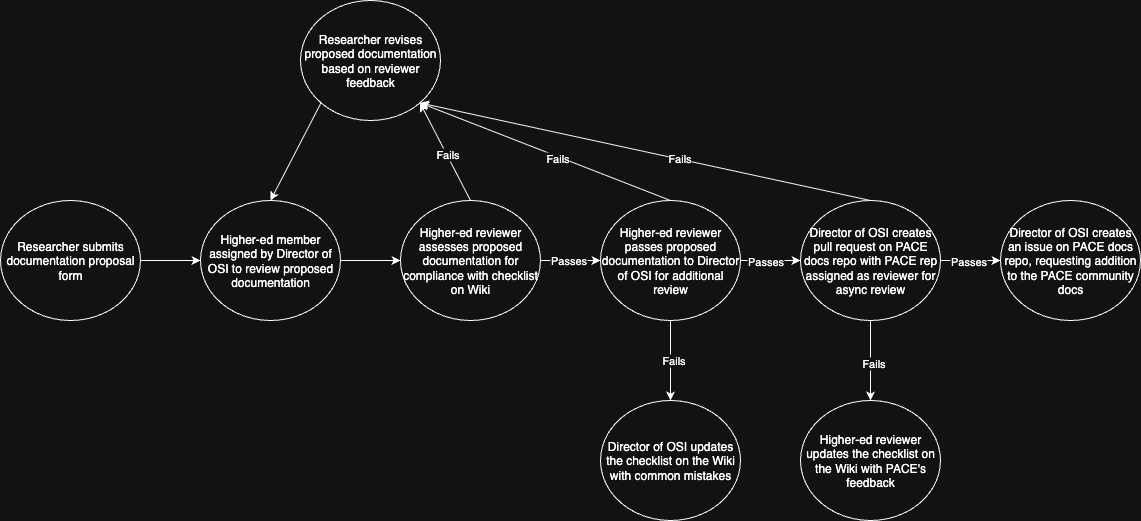 Researcher revises
proposed documentation
based on reviewer
feedback
Fails
Fails
Fails
Researcher submits
documentation proposal
form
Higher-ed member
assigned by Director of
OSI to review proposed
documentation
Higher-ed reviewer
assesses proposed
documentation for
compliance with checklist
on Wiki
Passes
Higher-ed reviewer
passes proposed
documentation to Director
of OSI for additional
review
Passes
Director of OSI creates
pull request on PACE
docs repo with PACE rep
assigned as reviewer for
async review
Passes
Director of OSI creates
an issue on PACE docs
repo, requesting addition
to the PACE community
docs
Fails
Fails
Director of OSI updates
the checklist on the Wiki
with common mistakes
Higher-ed reviewer
updates the checklist on
the Wiki with PACE's
feedback